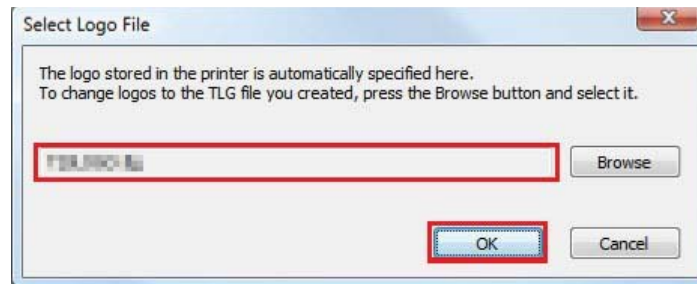 Select Logo File
The logo stored in the printer is automatically specified here.
To change logos to the TLG file you created, press the Browse button and select it.
Browse
OK
Cancel